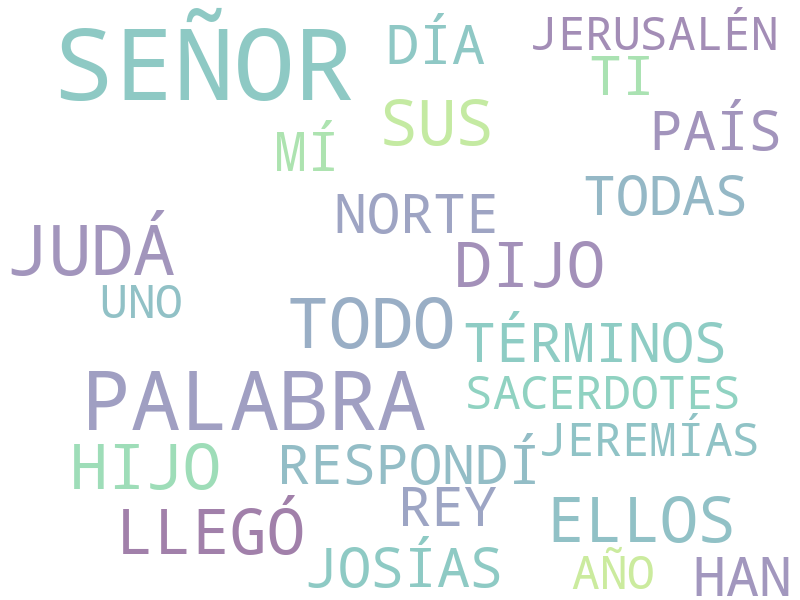 SEÑOR
DÍA
JERUSALÉN
TI
SUS
PAÍS
MÍ
TODAS
NORTE
JUDÁ
DIJO
UNO
TODO
TÉRMINOS
PALABRA
SACERDOTES
HIJO
RESPONDÍ
JEREMÍAS
REY
LLEGÓ
ELLOS
JOSÍAS
AÑO
HAN